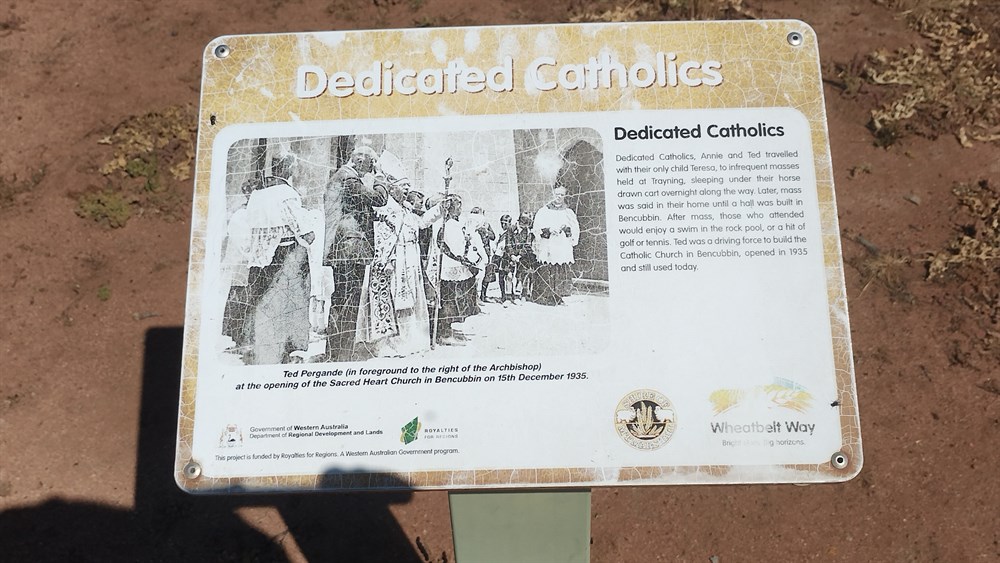 Dedicated Catholics
Dedicated Catholics
Dedicated Catholics, Annie and Ted travelled
with their only child Teresa, to infrequent masses
held at Trayning, sleeping under their horse
drawn cart overnight along the way. Later, mass
was said in their home until a hall was built in
Bencubbin. After mass, those who attended
would enjoy a swim in the rock pool, or a hit of
golf or tennis. Ted was a driving force to build the
Catholic Church in Bencubbin, opened in 1935
and still used today.
Ted Pergande (in foreground to the right of the Archbishop)
at the opening of the Sacred Heart Church in Bencubbin on 15th December 1935.
Government of Western Australia
Department of Regional Development and Lands
ROYALTIES
FOR REGIONS
This project is funded by Royalties for Regions. A Western Australian Government program.
Wheatbelt Way
horizons.